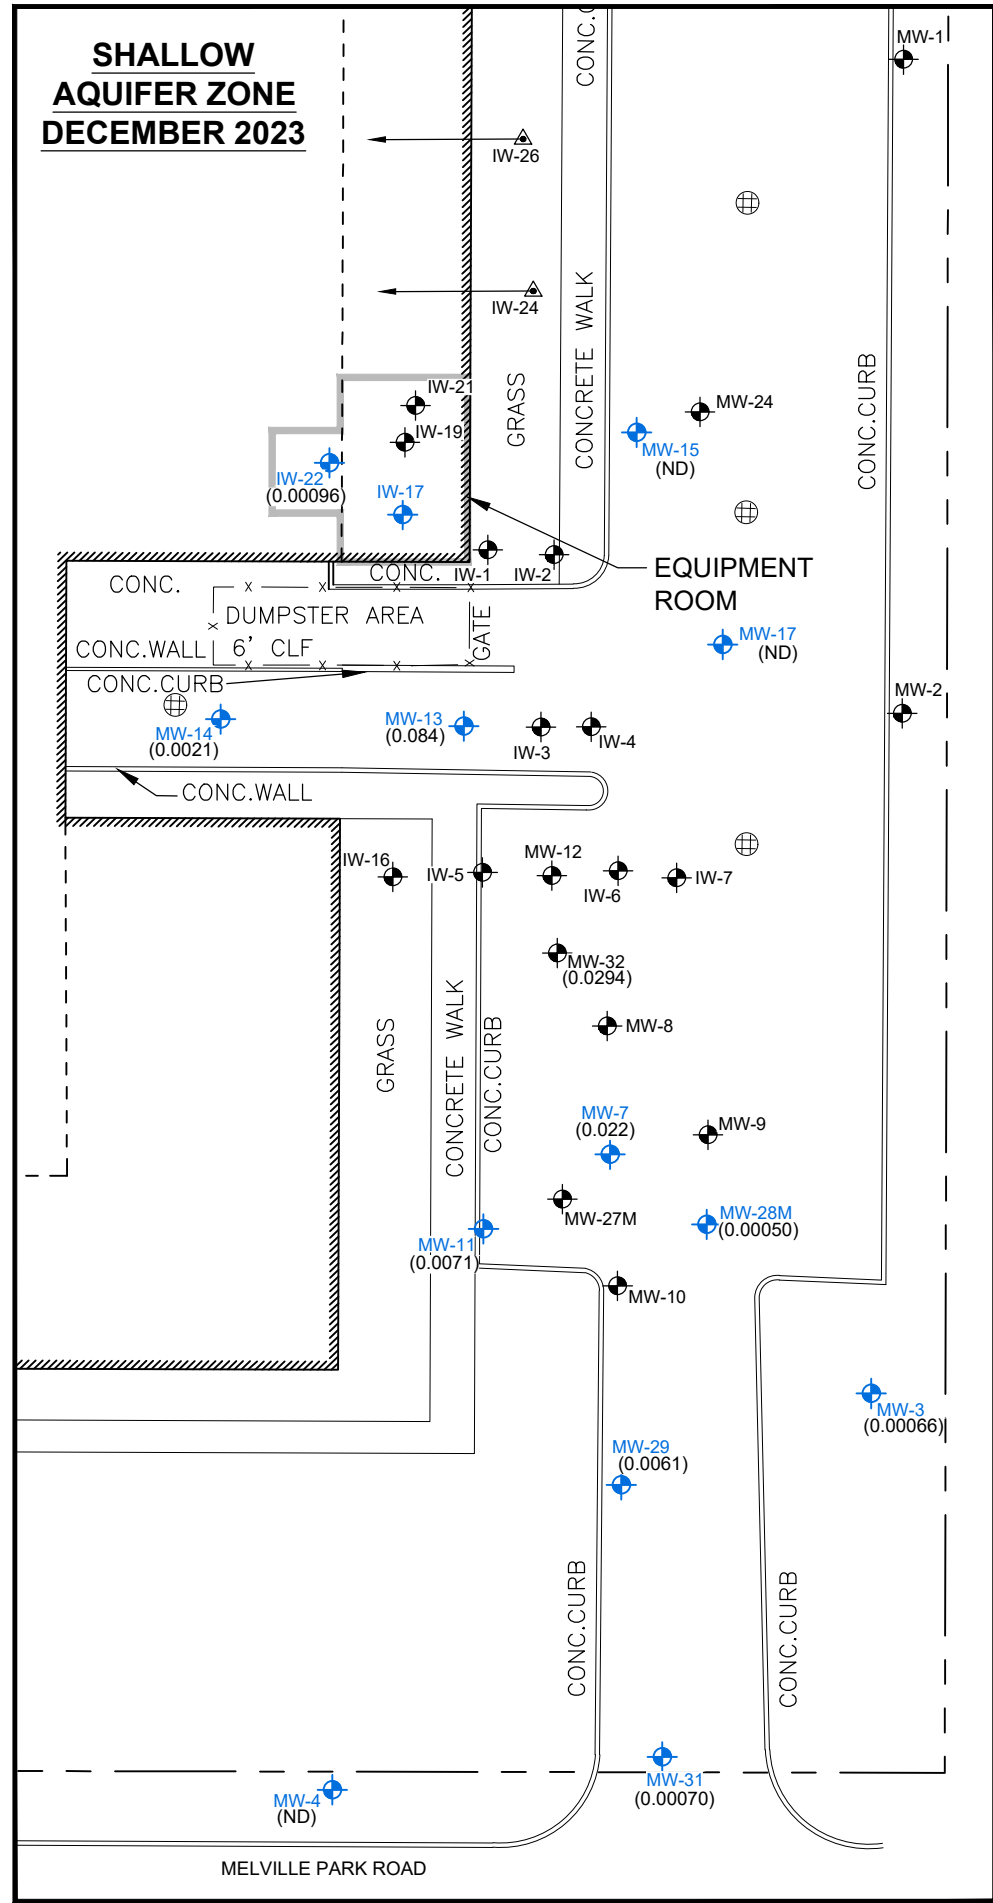 SHALLOW
AQUIFER ZONE
DECEMBER 2023
CONC.C
MW-1
IW-26
IW-24
CONCRETE WALK
GRASS
CONC.CURB
IW-21
IW-19
MW-24
MW-15
(ND)
IW-22
(0.00096)
IW-17
IW-1
IW-2
EQUIPMENT
ROOM
CONC.
CONC.
DUMPSTER AREA
GATE
CONC.WALL
6' CLF
CONC.CURB
MW-17
(ND)
MW-2
MW-14
(0.0021)
MW-13
(0.084)
IW-3
IW-4
CONC.WALL
IW-16
IW-5
MW-12
IW-6
IW-7
MW-32
(0.0294)
MW-8
GRASS
CONCRETE WALK
CONC.CURB
MW-7
(0.022)
MW-9
MW-27M
MW-28M
(0.00050)
MW-11
(0.0071)
MW-10
MW-3
(0.00066)
MW-29
(0.0061)
CONC.CURB
CONC.CURB
MW-31
(0.00070)
MW-4
(ND)
MELVILLE PARK ROAD